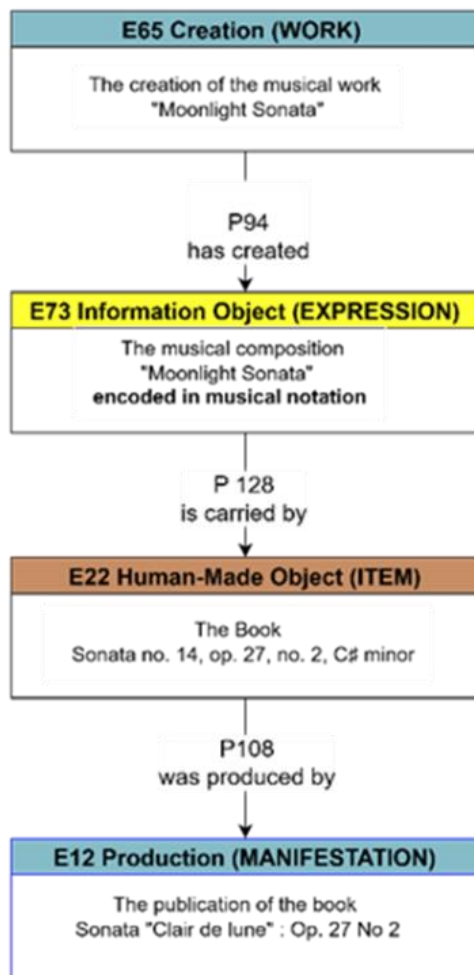 E65 Creation (WORK)
The creation of the musical work
"Moonlight Sonata"
P94
has created
E73 Information Object (EXPRESSION)
The musical composition
"Moonlight Sonata"
encoded in musical notation
P 128
is carried by
E22 Human-Made Object (ITEM)
The Book
Sonata no. 14, op. 27, no. 2, C♯ minor
P108
was produced by
E12 Production (MANIFESTATION)
The publication of the book
Sonata "Clair de lune" : Op. 27 No 2